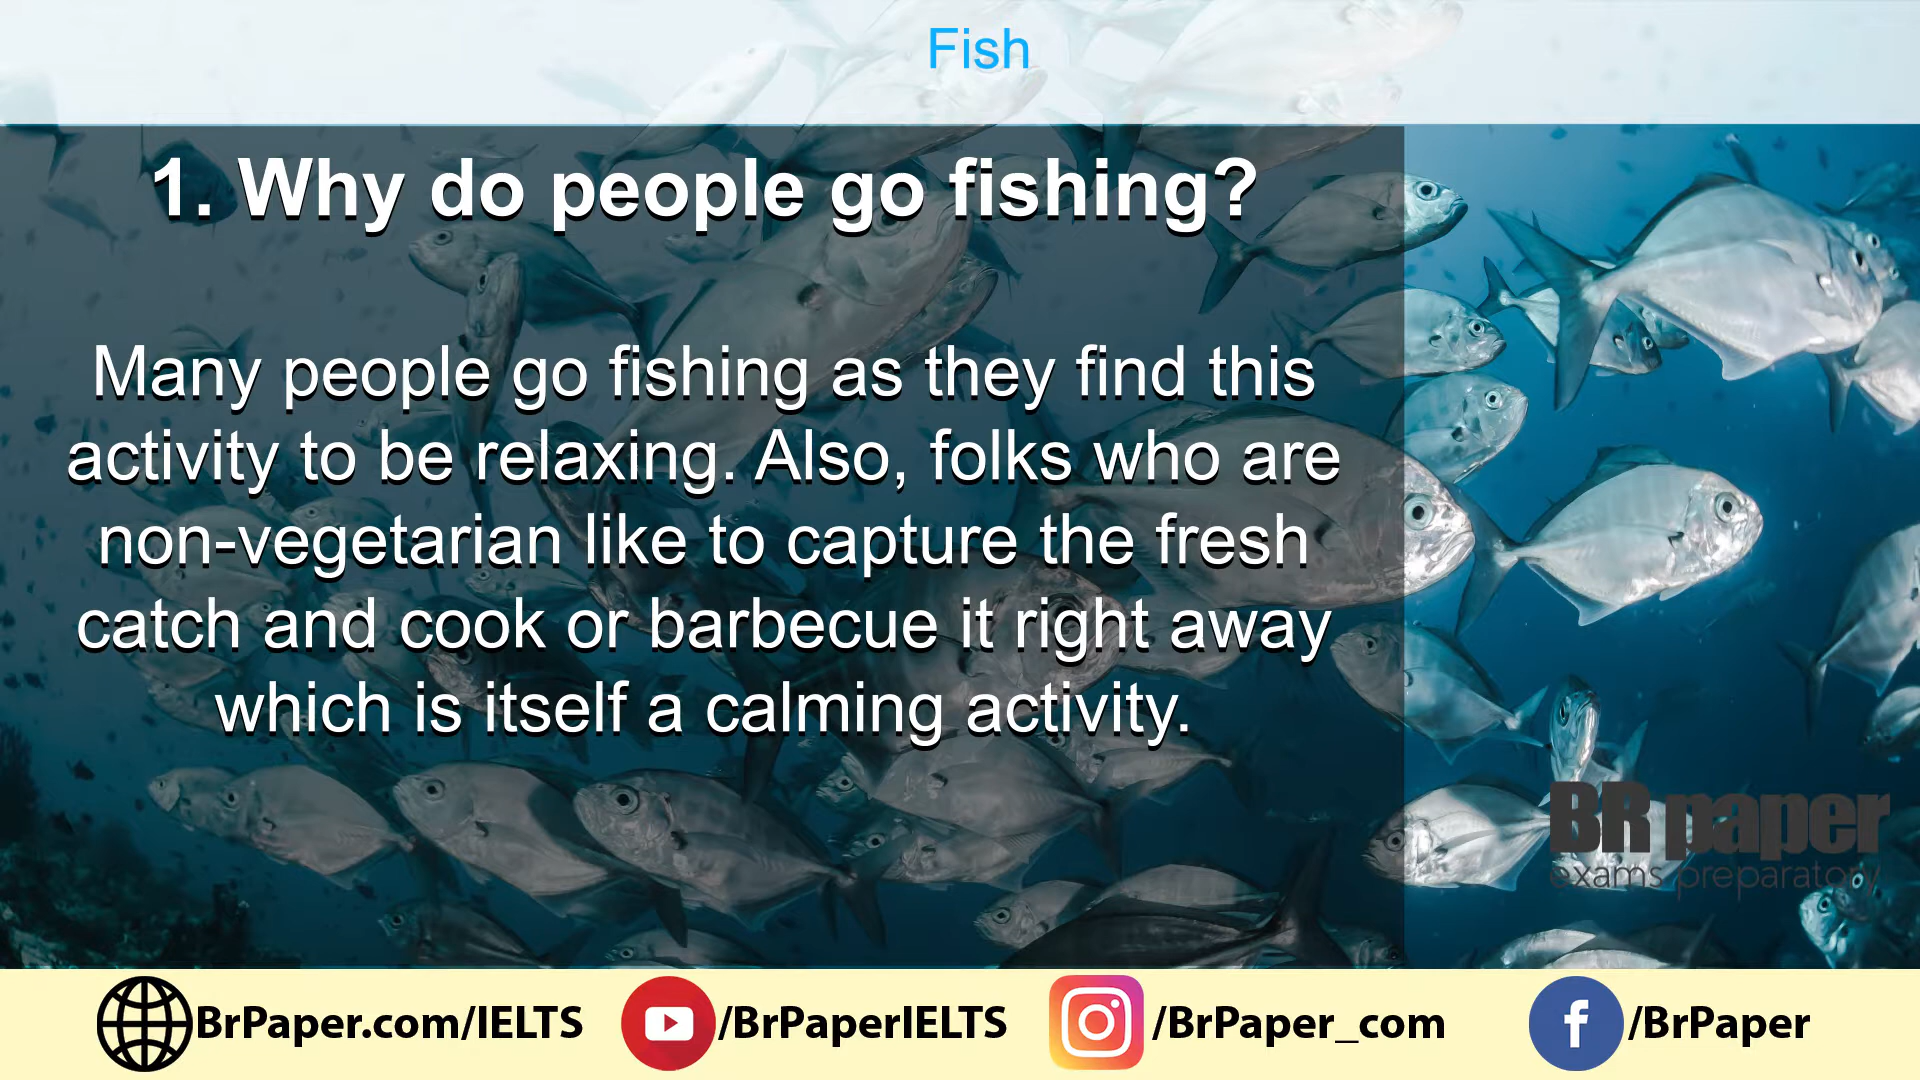 Fish
1. Why do people go fishing?
Many people go fishing as they find this
activity to be relaxing. Also, folks who are
non-vegetarian like to capture the fresh
catch and cook or barbecue it right away
which is itself a calming activity.
BR paper
exams preparatory
BrPaper.com/IELTS /BrPaperIELTS /BrPaper_com /BrPaper